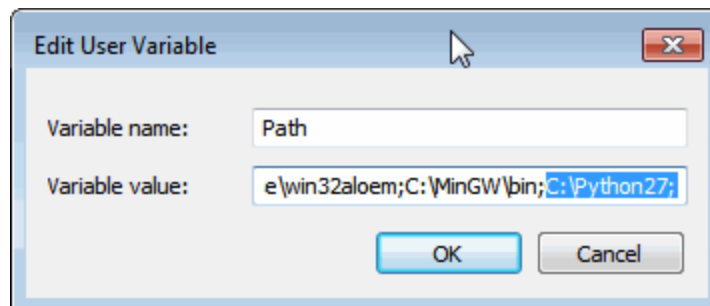 Edit User Variable
Variable name: Path
Variable value: e\win32aloem;C:\MinGW\bin;C:\Python27;
OK Cancel